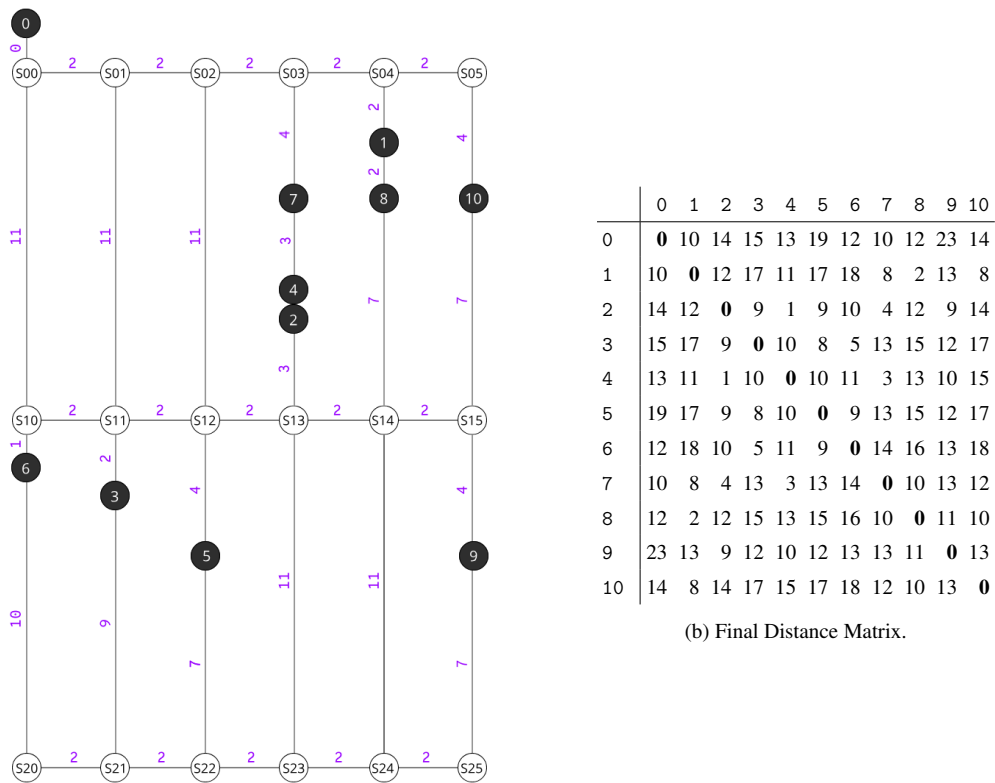 0
0
S00 2 S01 2 S02 2 S03 2 S04 2 S05
2
4 4
1
2
7 8 10
11 11 11 3
4
7 7
2
3
S10 2 S11 2 S12 2 S13 2 S14 2 S15
1 2
6
4 4
3
5 9
11 11
10 9
7 7
S20 2 S21 2 S22 2 S23 2 S24 2 S25
0 1 2 3 4 5 6 7 8 9 10
0 0 10 14 15 13 19 12 10 12 23 14
1 10 0 12 17 11 17 18 8 2 13 8
2 14 12 0 9 1 9 10 4 12 9 14
3 15 17 9 0 10 8 5 13 15 12 17
4 13 11 1 10 0 10 11 3 13 10 15
5 19 17 9 8 10 0 9 13 15 12 17
6 12 18 10 5 11 9 0 14 16 13 18
7 10 8 4 13 3 13 14 0 10 13 12
8 12 2 12 15 13 15 16 10 0 11 10
9 23 13 9 12 10 12 13 13 11 0 13
10 14 8 14 17 15 17 18 12 10 13 0
(b) Final Distance Matrix.